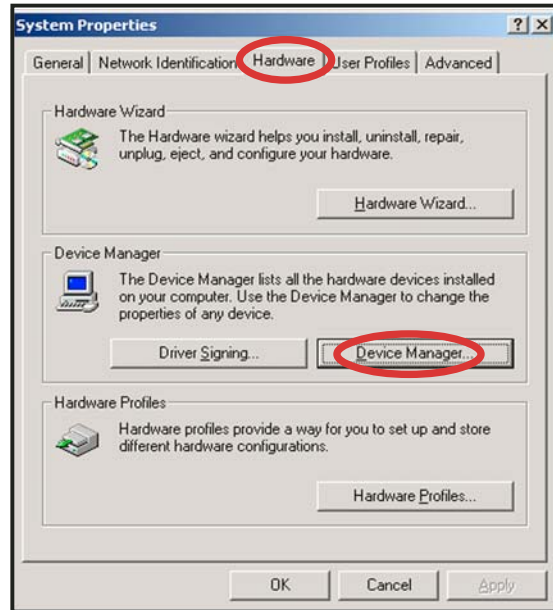 System Properties
? ×
General Network Identification Hardware User Profiles Advanced
Hardware Wizard
The Hardware wizard helps you install, uninstall, repair,
unplug, eject, and configure your hardware.
Hardware Wizard...
Device Manager
The Device Manager lists all the hardware devices installed
on your computer. Use the Device Manager to change the
properties of any device.
Driver Signing... Device Manager...
Hardware Profiles
Hardware profiles provide a way for you to set up and store
different hardware configurations.
Hardware Profiles...
OK Cancel Apply